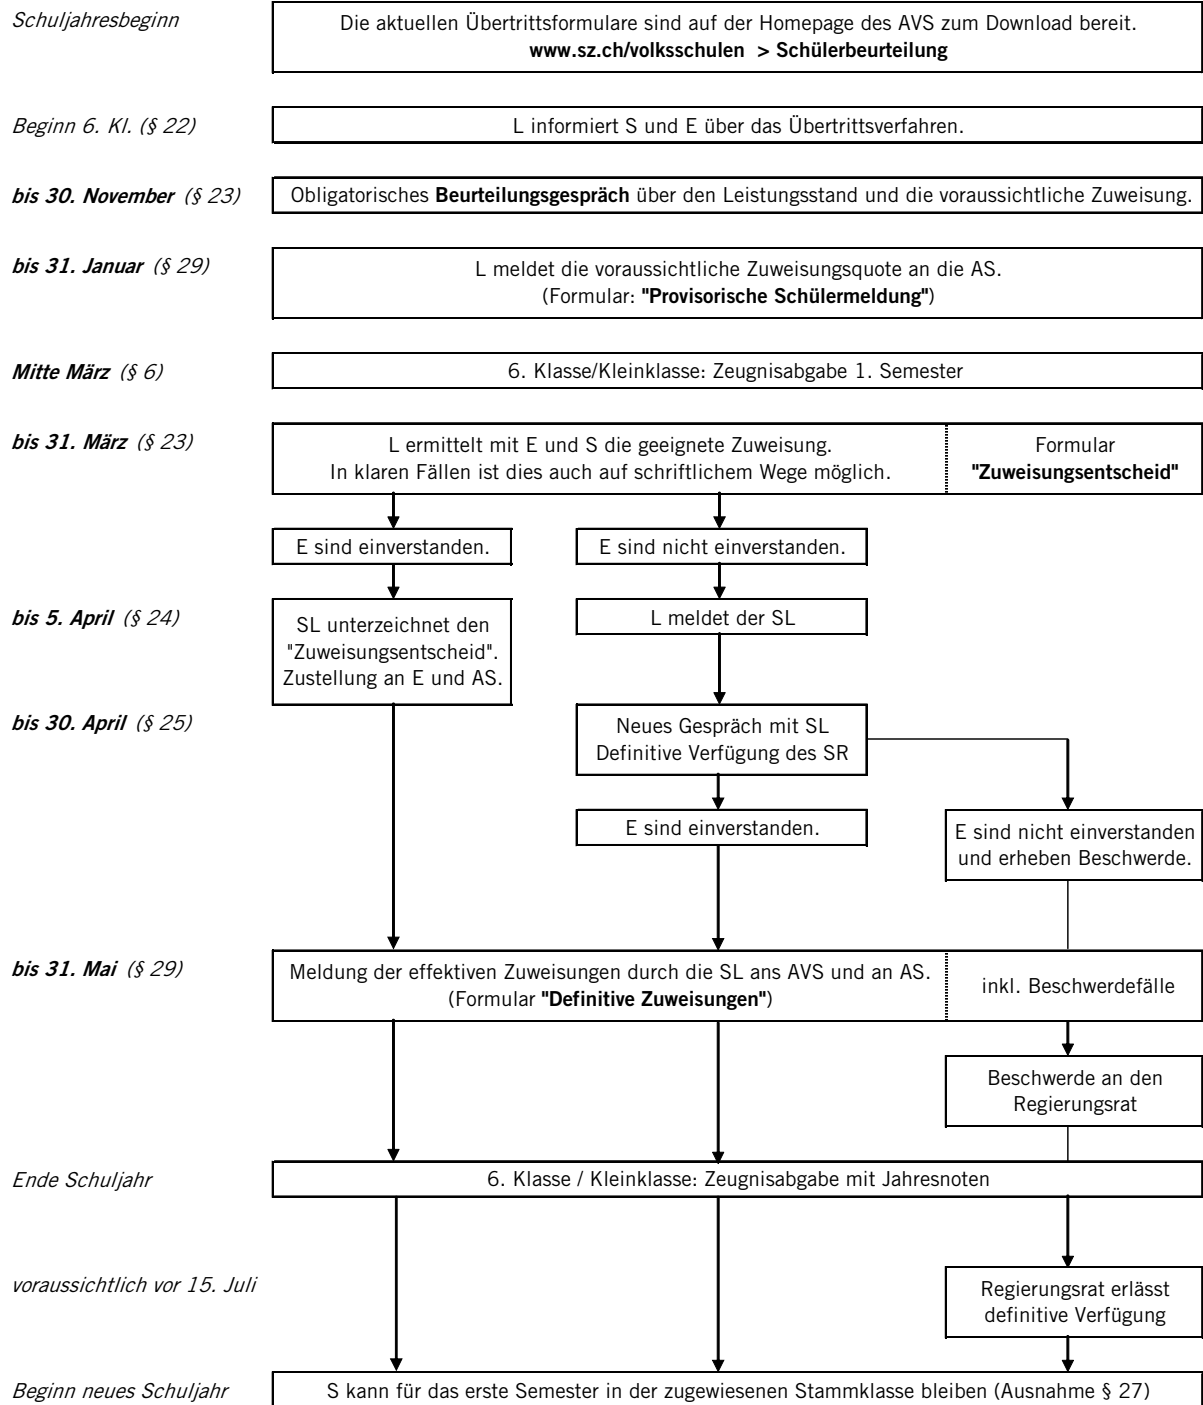 Schuljahresbeginn
Die aktuellen Übertrittsformulare sind auf der Homepage des AVS zum Download bereit.
www.sz.ch/volksschulen > Schülerbeurteilung
Beginn 6. Kl. (§ 22)
L informiert S und E über das Übertrittsverfahren.
bis 30. November (§ 23)
Obligatorisches Beurteilungsgespräch über den Leistungsstand und die voraussichtliche Zuweisung.
bis 31. Januar (§ 29)
L meldet die voraussichtliche Zuweisungsquote an die AS.
(Formular: "Provisorische Schülermeldung")
Mitte März (§ 6)
6. Klasse/Kleinklasse: Zeugnisabgabe 1. Semester
bis 31. März (§ 23)
L ermittelt mit E und S die geeignete Zuweisung.
In klaren Fällen ist dies auch auf schriftlichem Wege möglich.
Formular
"Zuweisungsentscheid"
E sind einverstanden.
E sind nicht einverstanden.
bis 5. April (§ 24)
SL unterzeichnet den
"Zuweisungsentscheid".
Zustellung an E und AS.
L meldet der SL
bis 30. April (§ 25)
Neues Gespräch mit SL
Definitive Verfügung des SR
E sind einverstanden.
E sind nicht einverstanden
und erheben Beschwerde.
bis 31. Mai (§ 29)
Meldung der effektiven Zuweisungen durch die SL ans AVS und an AS.
(Formular "Definitive Zuweisungen")
inkl. Beschwerdefälle
Beschwerde an den
Regierungsrat
Ende Schuljahr
6. Klasse / Kleinklasse: Zeugnisabgabe mit Jahresnoten
voraussichtlich vor 15. Juli
Regierungsrat erlässt
definitive Verfügung
Beginn neues Schuljahr
S kann für das erste Semester in der zugewiesenen Stammklasse bleiben (Ausnahme § 27)